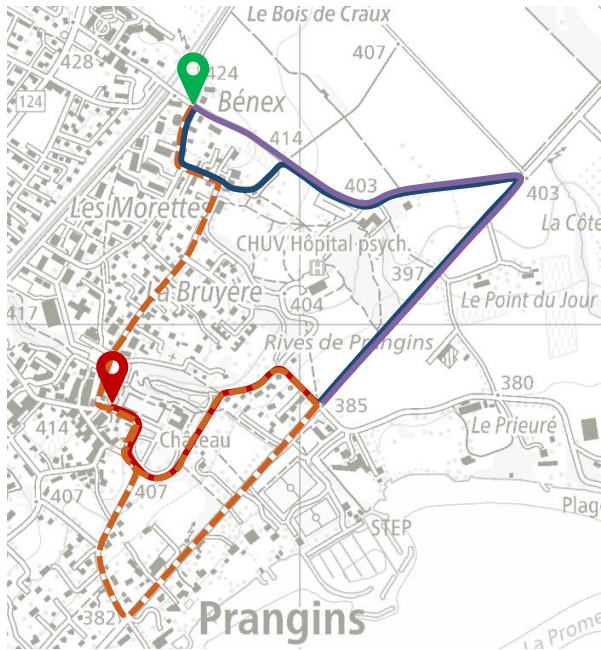 Le Bois de Craux
428
424
407
124
Bénex
414
403
403
Les Morette
La Côte
CHUV, Hôpital psych.
H
397
La Bruyère
404
Le Point du Jour
417
Rives de Prangins
380
385
414
Château
Le Prieuré
407
407
Plag
STEP
382
Prangins
La Prome